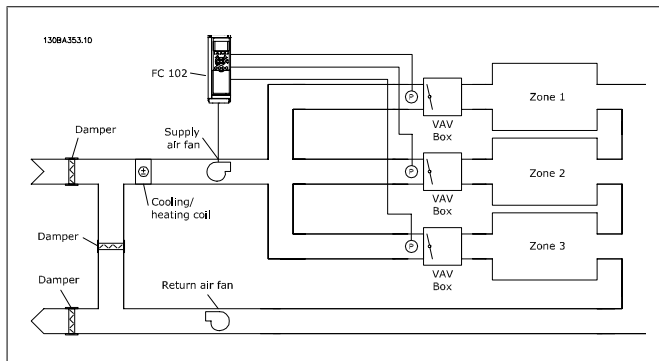 130BA353.10
FC 102
P
VAV
Box
Zone 1
Damper
Supply
air fan
P
VAV
Box
Zone 2
Cooling/
heating coil
Damper
P
VAV
Box
Zone 3
Damper
Return air fan